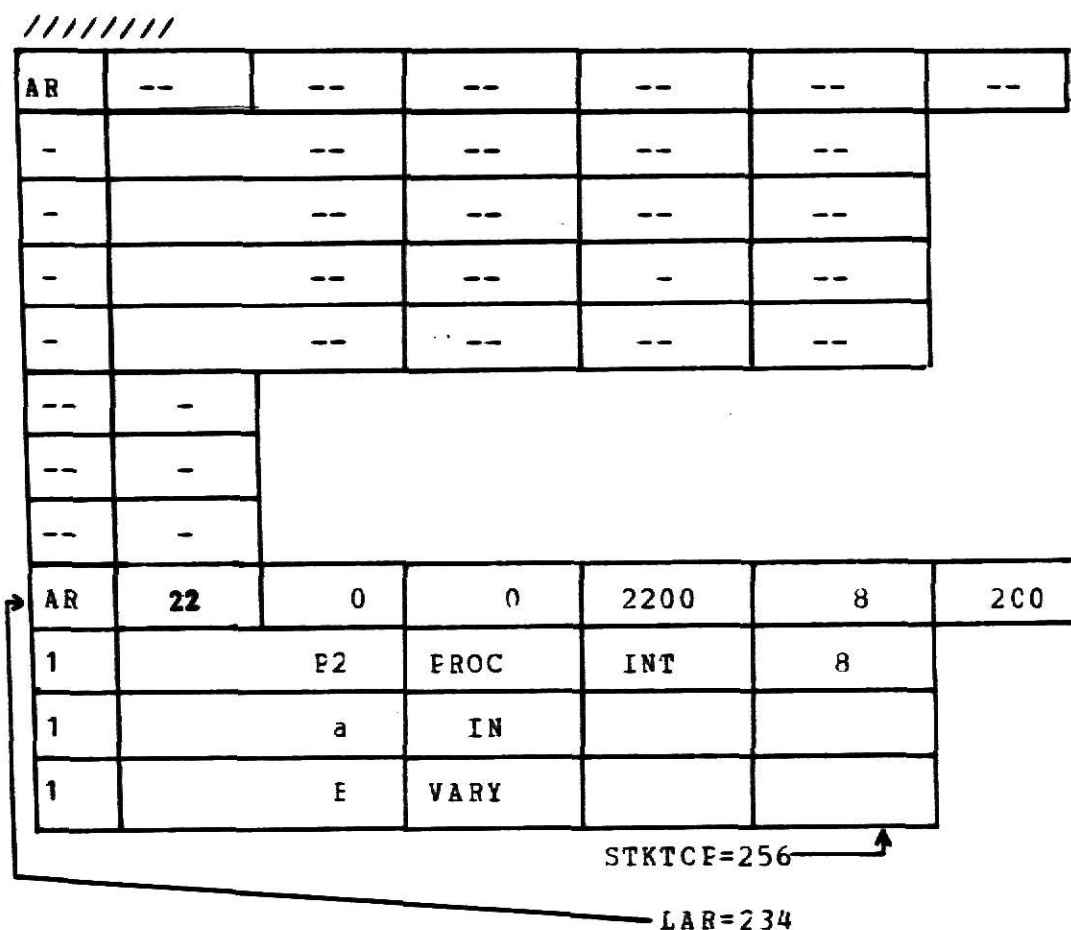 ////////
AR -- -- -- -- -- --
- -- -- -- --
- -- -- -- --
- -- -- - --
- -- -- -- --
-- -
-- -
-- -
AR 22 0 0 2200 8 200
1 P2 PROC INT 8
1 a IN
1 E VARY
STKTCP=256
LAR=234